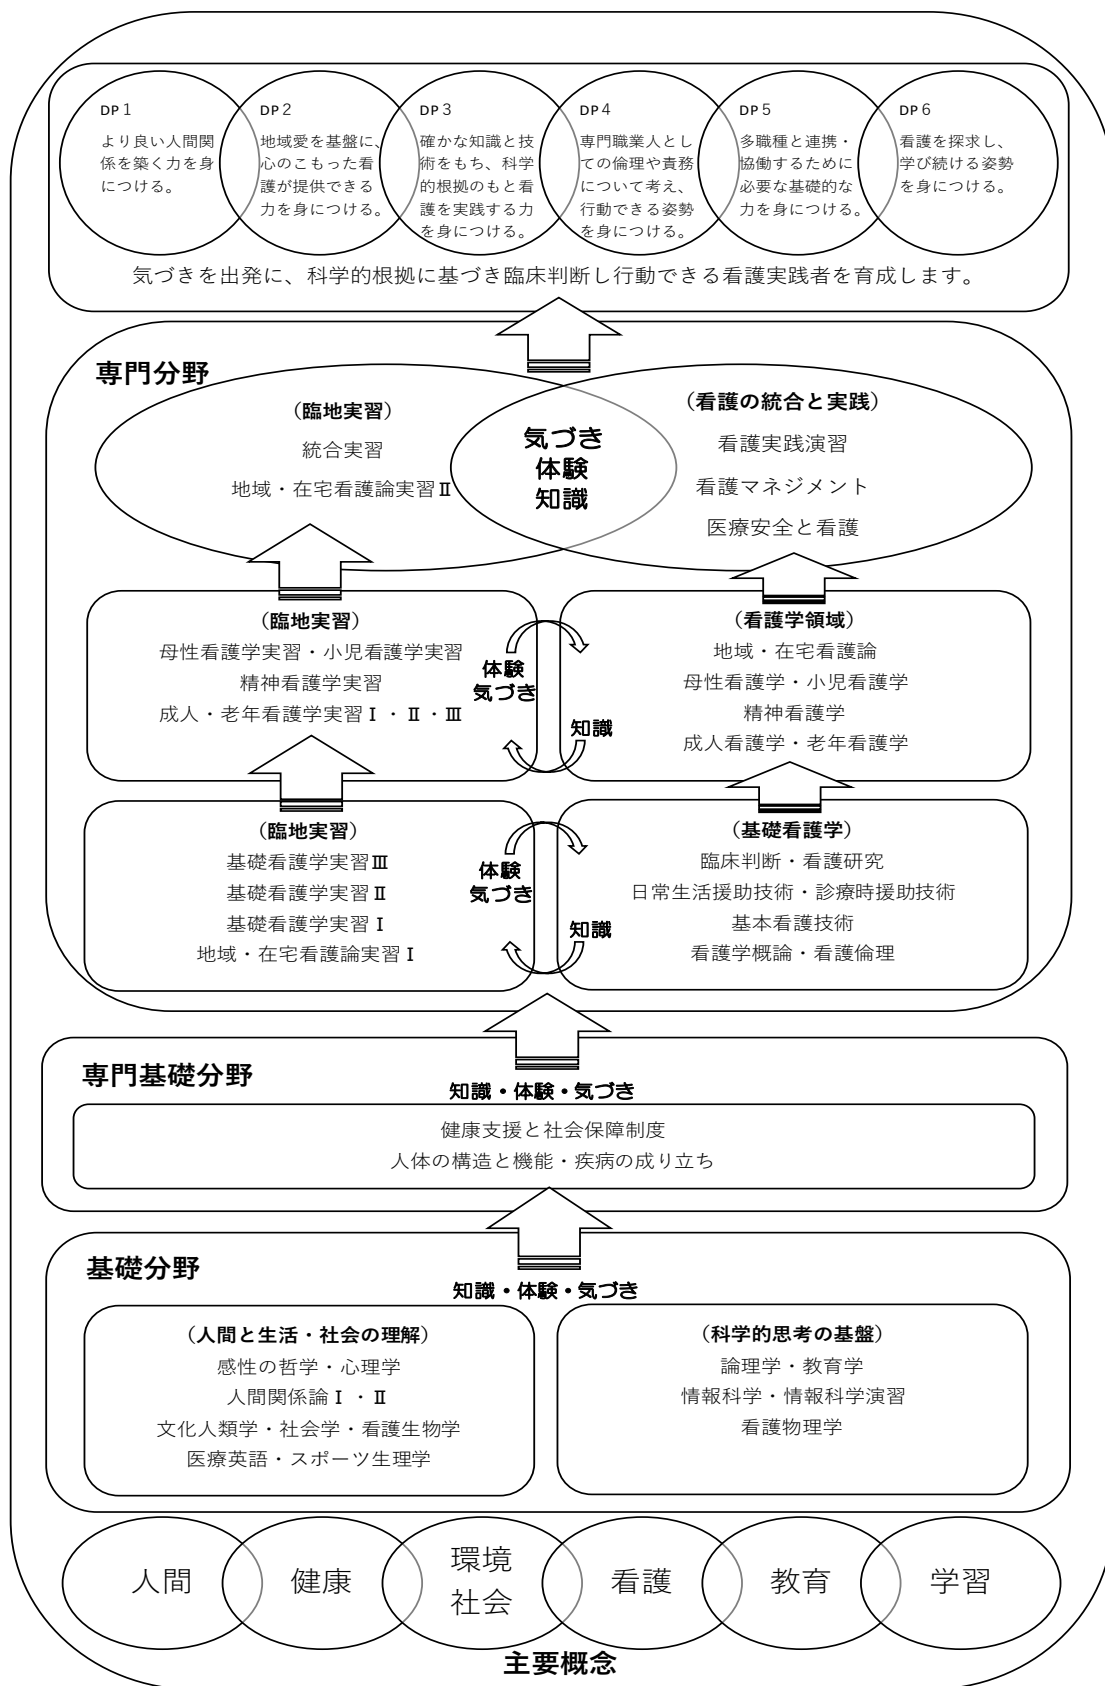 DP 1
より良い人間関
係を築く力を身
につける。
DP 2
地域愛を基盤に、
心のこもった看
護が提供できる
力を身につける。
DP 3
確かな知識と技
術をもち、科学
的根拠のもと看
護を実践する力
を身につける。
DP 4
専門職業人とし
ての倫理や責務
について考え、
行動できる姿勢
を身につける。
DP 5
多職種と連携・
協働するために
必要な基礎的な
力を身につける。
DP 6
看護を探求し、
学び続ける姿勢
を身につける。
気づきを出発に、科学的根拠に基づき臨床判断し行動できる看護実践者を育成します。
専門分野
（臨地実習）
統合実習
地域・在宅看護論実習Ⅱ
気づき
体験
知識
（看護の統合と実践）
看護実践演習
看護マネジメント
医療安全と看護
（臨地実習）
母性看護学実習・小児看護学実習
精神看護学実習
成人・老年看護学実習Ⅰ・Ⅱ・Ⅲ
体験
気づき
知識
（看護学領域）
地域・在宅看護論
母性看護学・小児看護学
精神看護学
成人看護学・老年看護学
（臨地実習）
基礎看護学実習Ⅲ
基礎看護学実習Ⅱ
基礎看護学実習Ⅰ
地域・在宅看護論実習Ⅰ
体験
気づき
知識
（基礎看護学）
臨床判断・看護研究
日常生活援助技術・診療時援助技術
基本看護技術
看護学概論・看護倫理
専門基礎分野
知識・体験・気づき
健康支援と社会保障制度
人体の構造と機能・疾病の成り立ち
基礎分野
知識・体験・気づき
（人間と生活・社会の理解）
感性の哲学・心理学
人間関係論Ⅰ・Ⅱ
文化人類学・社会学・看護生物学
医療英語・スポーツ生理学
（科学的思考の基盤）
論理学・教育学
情報科学・情報科学演習
看護物理学
人間
健康
環境
社会
看護
教育
学習
主要概念